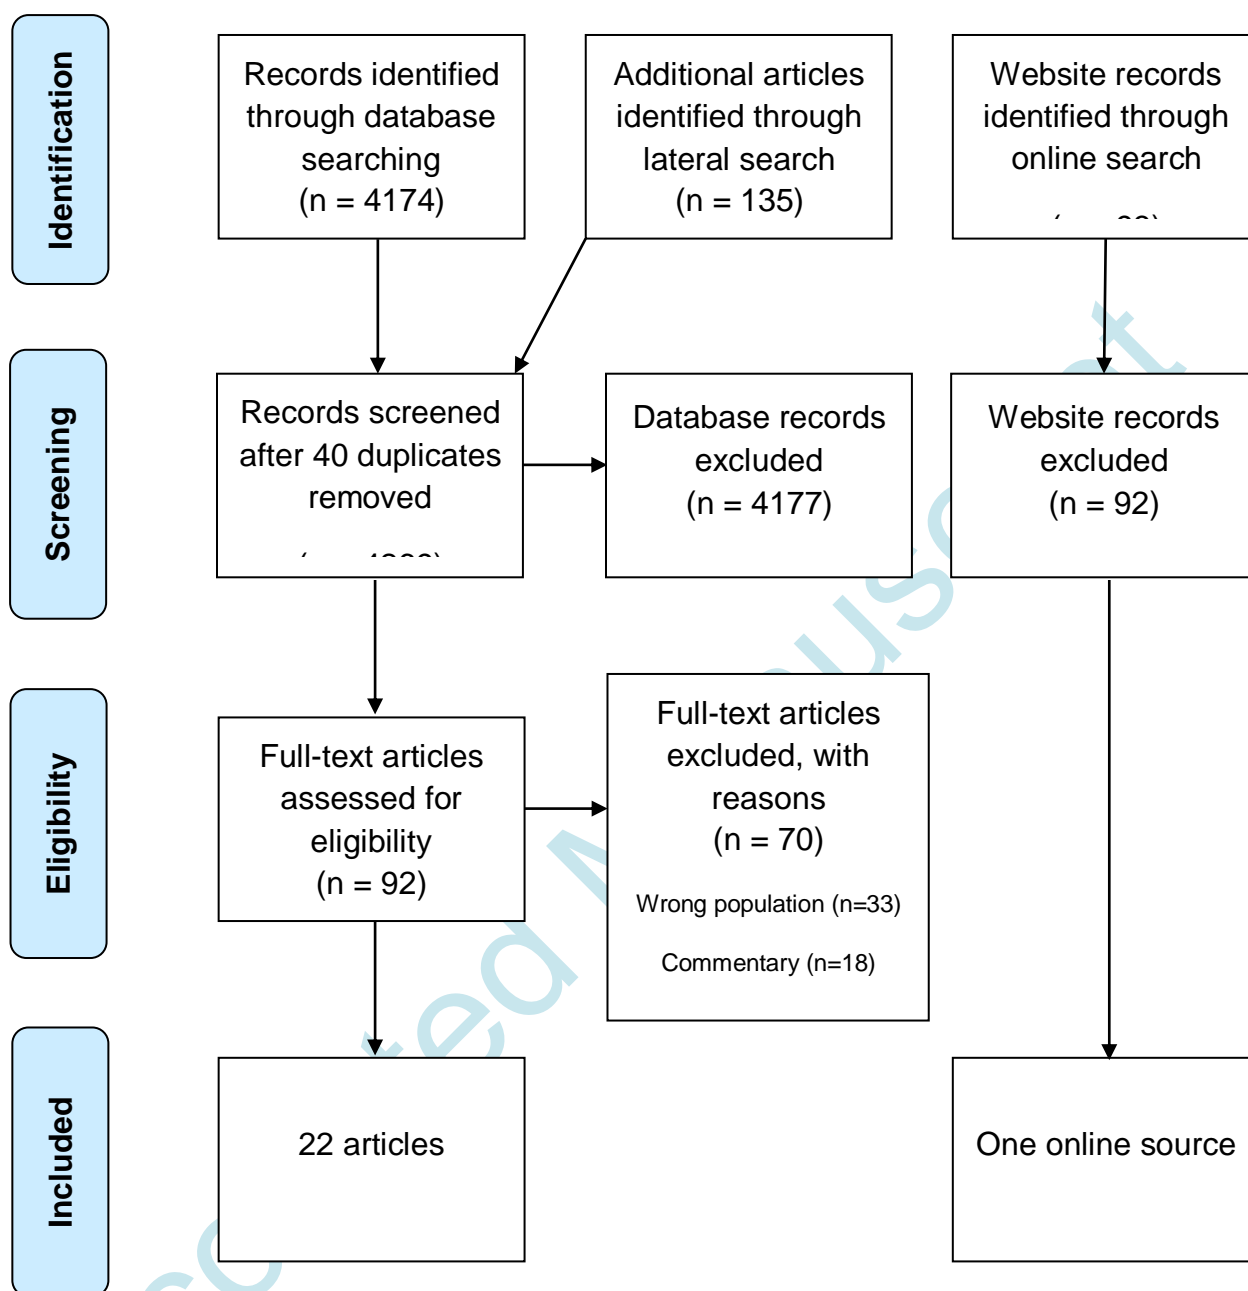 Identification
Records identified
through database
searching
(n = 4174)
Additional articles
identified through
lateral search
(n = 135)
Website records
identified through
online search
Screening
Records screened
after 40 duplicates
removed
Database records
excluded
(n = 4177)
Website records
excluded
(n = 92)
Eligibility
Full-text articles
assessed for
eligibility
(n = 92)
Full-text articles
excluded, with
reasons
(n = 70)
Wrong population (n=33)
Commentary (n=18)
Included
22 articles
One online source